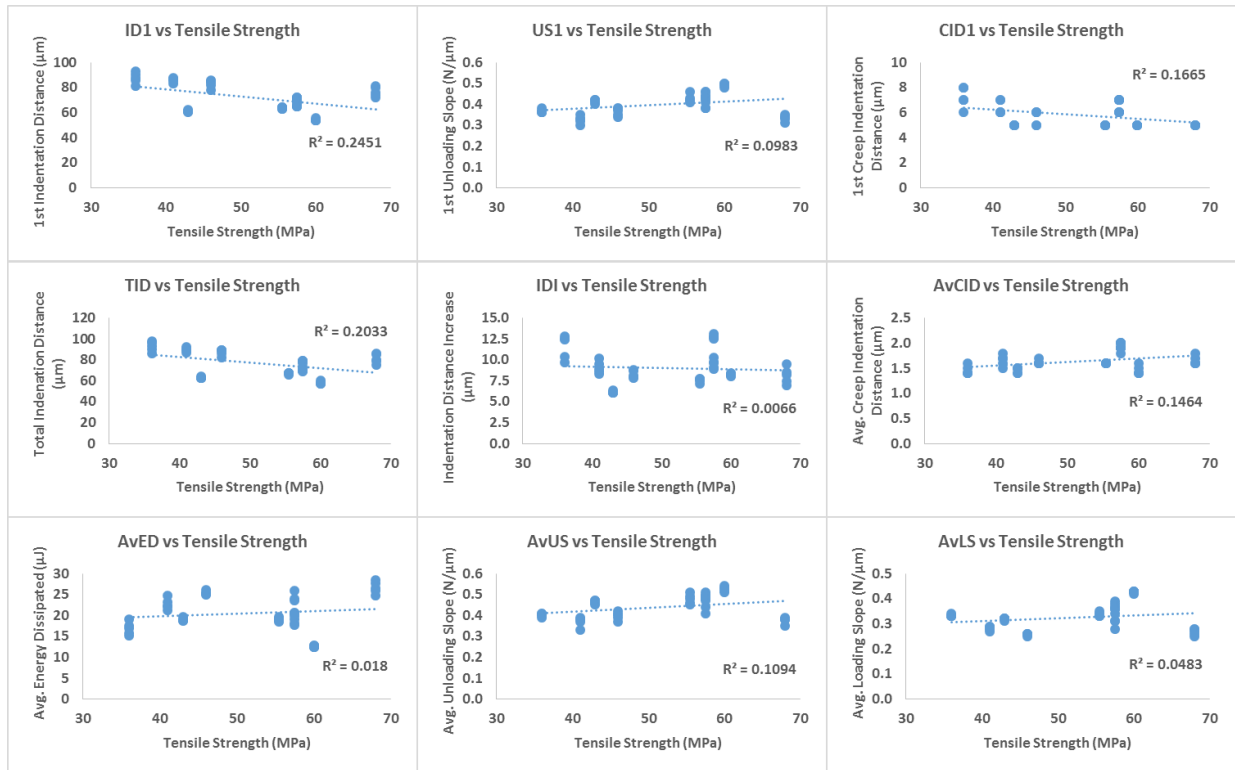 ID1 vs Tensile Strength
1st Indentation Distance (µm)
100
80
60
40
20
0
R² = 0.2451
30 40 50 60 70
Tensile Strength (MPa)
US1 vs Tensile Strength
1st Unloading Slope (N/µm)
0.6
0.5
0.4
0.3
0.2
0.1
0.0
R² = 0.0983
30 40 50 60 70
Tensile Strength (MPa)
CID1 vs Tensile Strength
1st Creep Indentation
Distance (µm)
10
8
6
4
2
0
R² = 0.1665
30 40 50 60 70
Tensile Strength (MPa)
TID vs Tensile Strength
Total Indenation Distance
(µm)
120
100
80
60
40
20
0
R² = 0.2033
30 40 50 60 70
Tensile Strength (MPa)
IDI vs Tensile Strength
Indentation Distance Increase
(µm)
15.0
12.5
10.0
7.5
5.0
2.5
0.0
R² = 0.0066
30 40 50 60 70
Tensile Strength (MPa)
AvCID vs Tensile Strength
Avg. Creep Indentation
Distance (µm)
2.5
2.0
1.5
1.0
0.5
0.0
R² = 0.1464
30 40 50 60 70
Tensile Strength (MPa)
AvED vs Tensile Strength
Avg. Energy Dissipated (µJ)
30
25
20
15
10
5
0
R² = 0.018
30 40 50 60 70
Tensile Strength (MPa)
AvUS vs Tensile Strength
Avg. Unloading Slope (N/µm)
0.6
0.5
0.4
0.3
0.2
0.1
0.0
R² = 0.1094
30 40 50 60 70
Tensile Strength (MPa)
AvLS vs Tensile Strength
Avg. Loading Slope (N/µm)
0.5
0.4
0.3
0.2
0.1
0.0
R² = 0.0483
30 40 50 60 70
Tensile Strength (MPa)